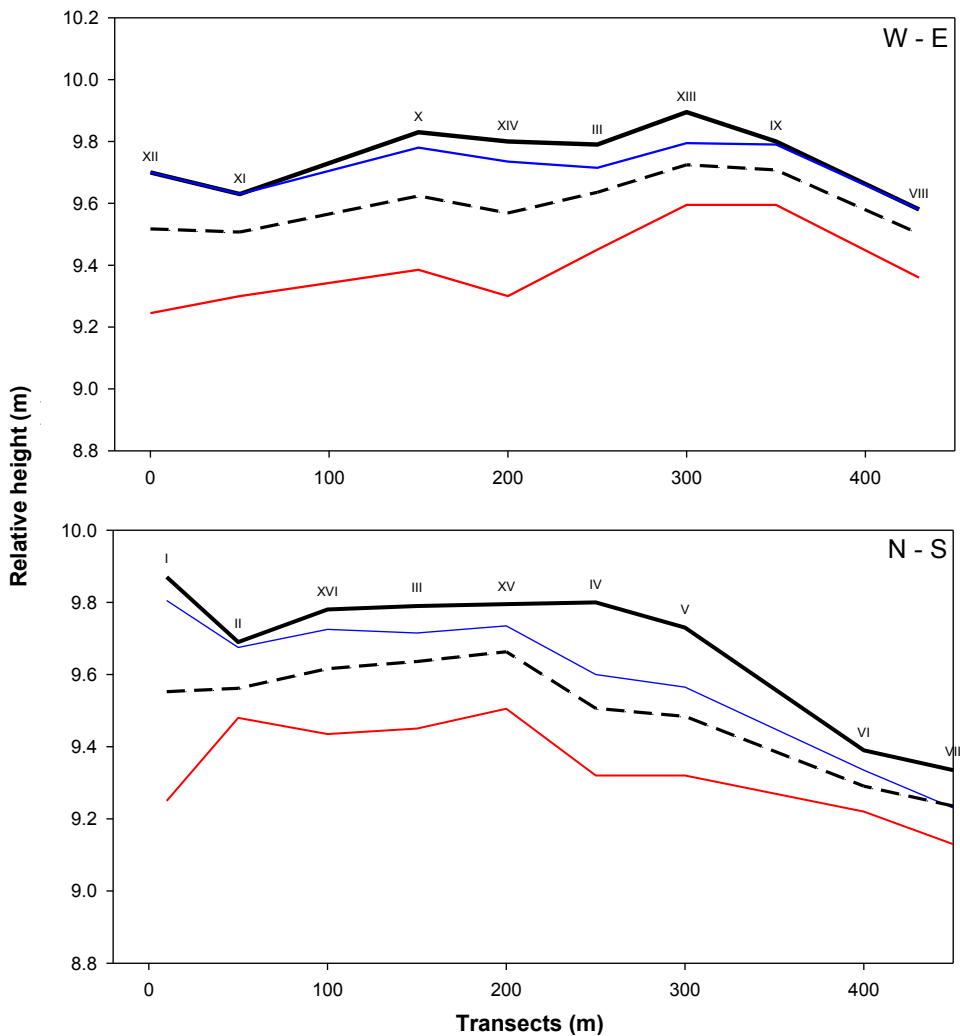 10.2
W - E
10.0
XIII
X
XIV
III
IX
9.8
XII
XI
VIII
9.6
9.4
9.2
9.0
8.8
0
100
200
300
400
Relative height (m)
10.0
N - S
I
XVI
III
XV
IV
V
9.8
II
9.6
9.4
VI
VII
9.2
9.0
8.8
0
100
200
300
400
Transects (m)